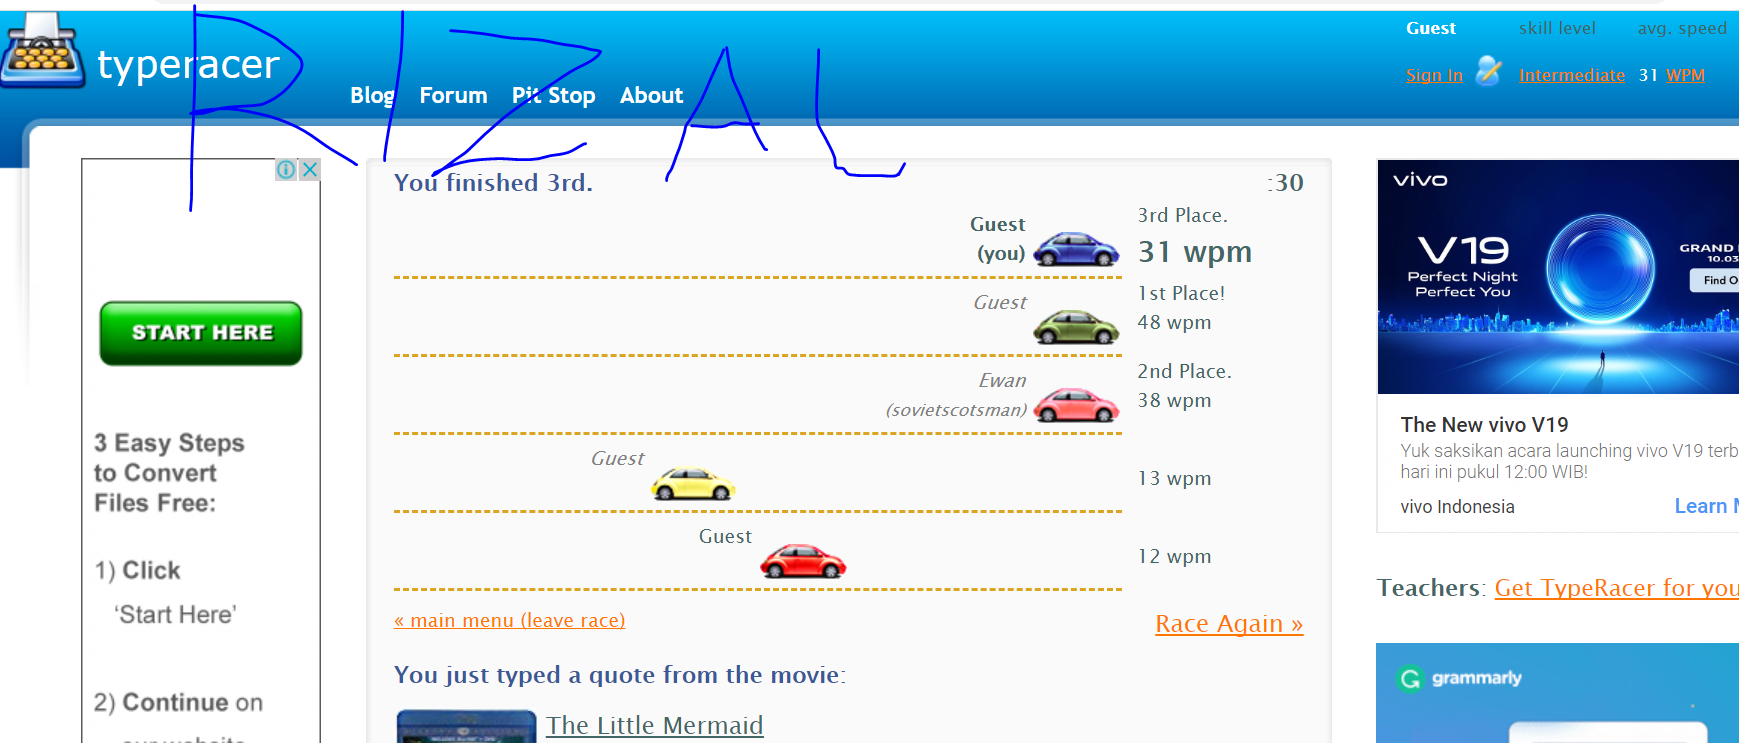 RIZAL
typeracer
Blog Forum Pit Stop About
Guest skill level avg. speed
Sign In Intermediate 31 WPM
START HERE
3 Easy Steps
to Convert
Files Free:
1) Click
'Start Here'
2) Continue on
our website
You finished 3rd. :30
Guest
(you)
3rd Place.
31 wpm
Guest
1st Place!
48 wpm
Ewan
(sovietscotsman)
2nd Place.
38 wpm
Guest
13 wpm
Guest
12 wpm
« main menu (leave race) Race Again »
You just typed a quote from the movie:
The Little Mermaid
vivo
V19
Perfect Night
Perfect You
GRAND
10.03
Find O
The New vivo V19
Yuk saksikan acara launching vivo V19 terb
hari ini pukul 12:00 WIB!
vivo Indonesia Learn
Teachers: Get TypeRacer for you
grammarly